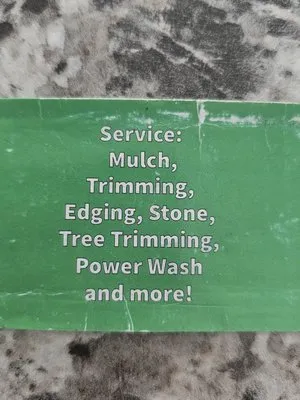 Service:
Mulch,
Trimming,
Edging, Stone,
Tree Trimming,
Power Wash
and more!